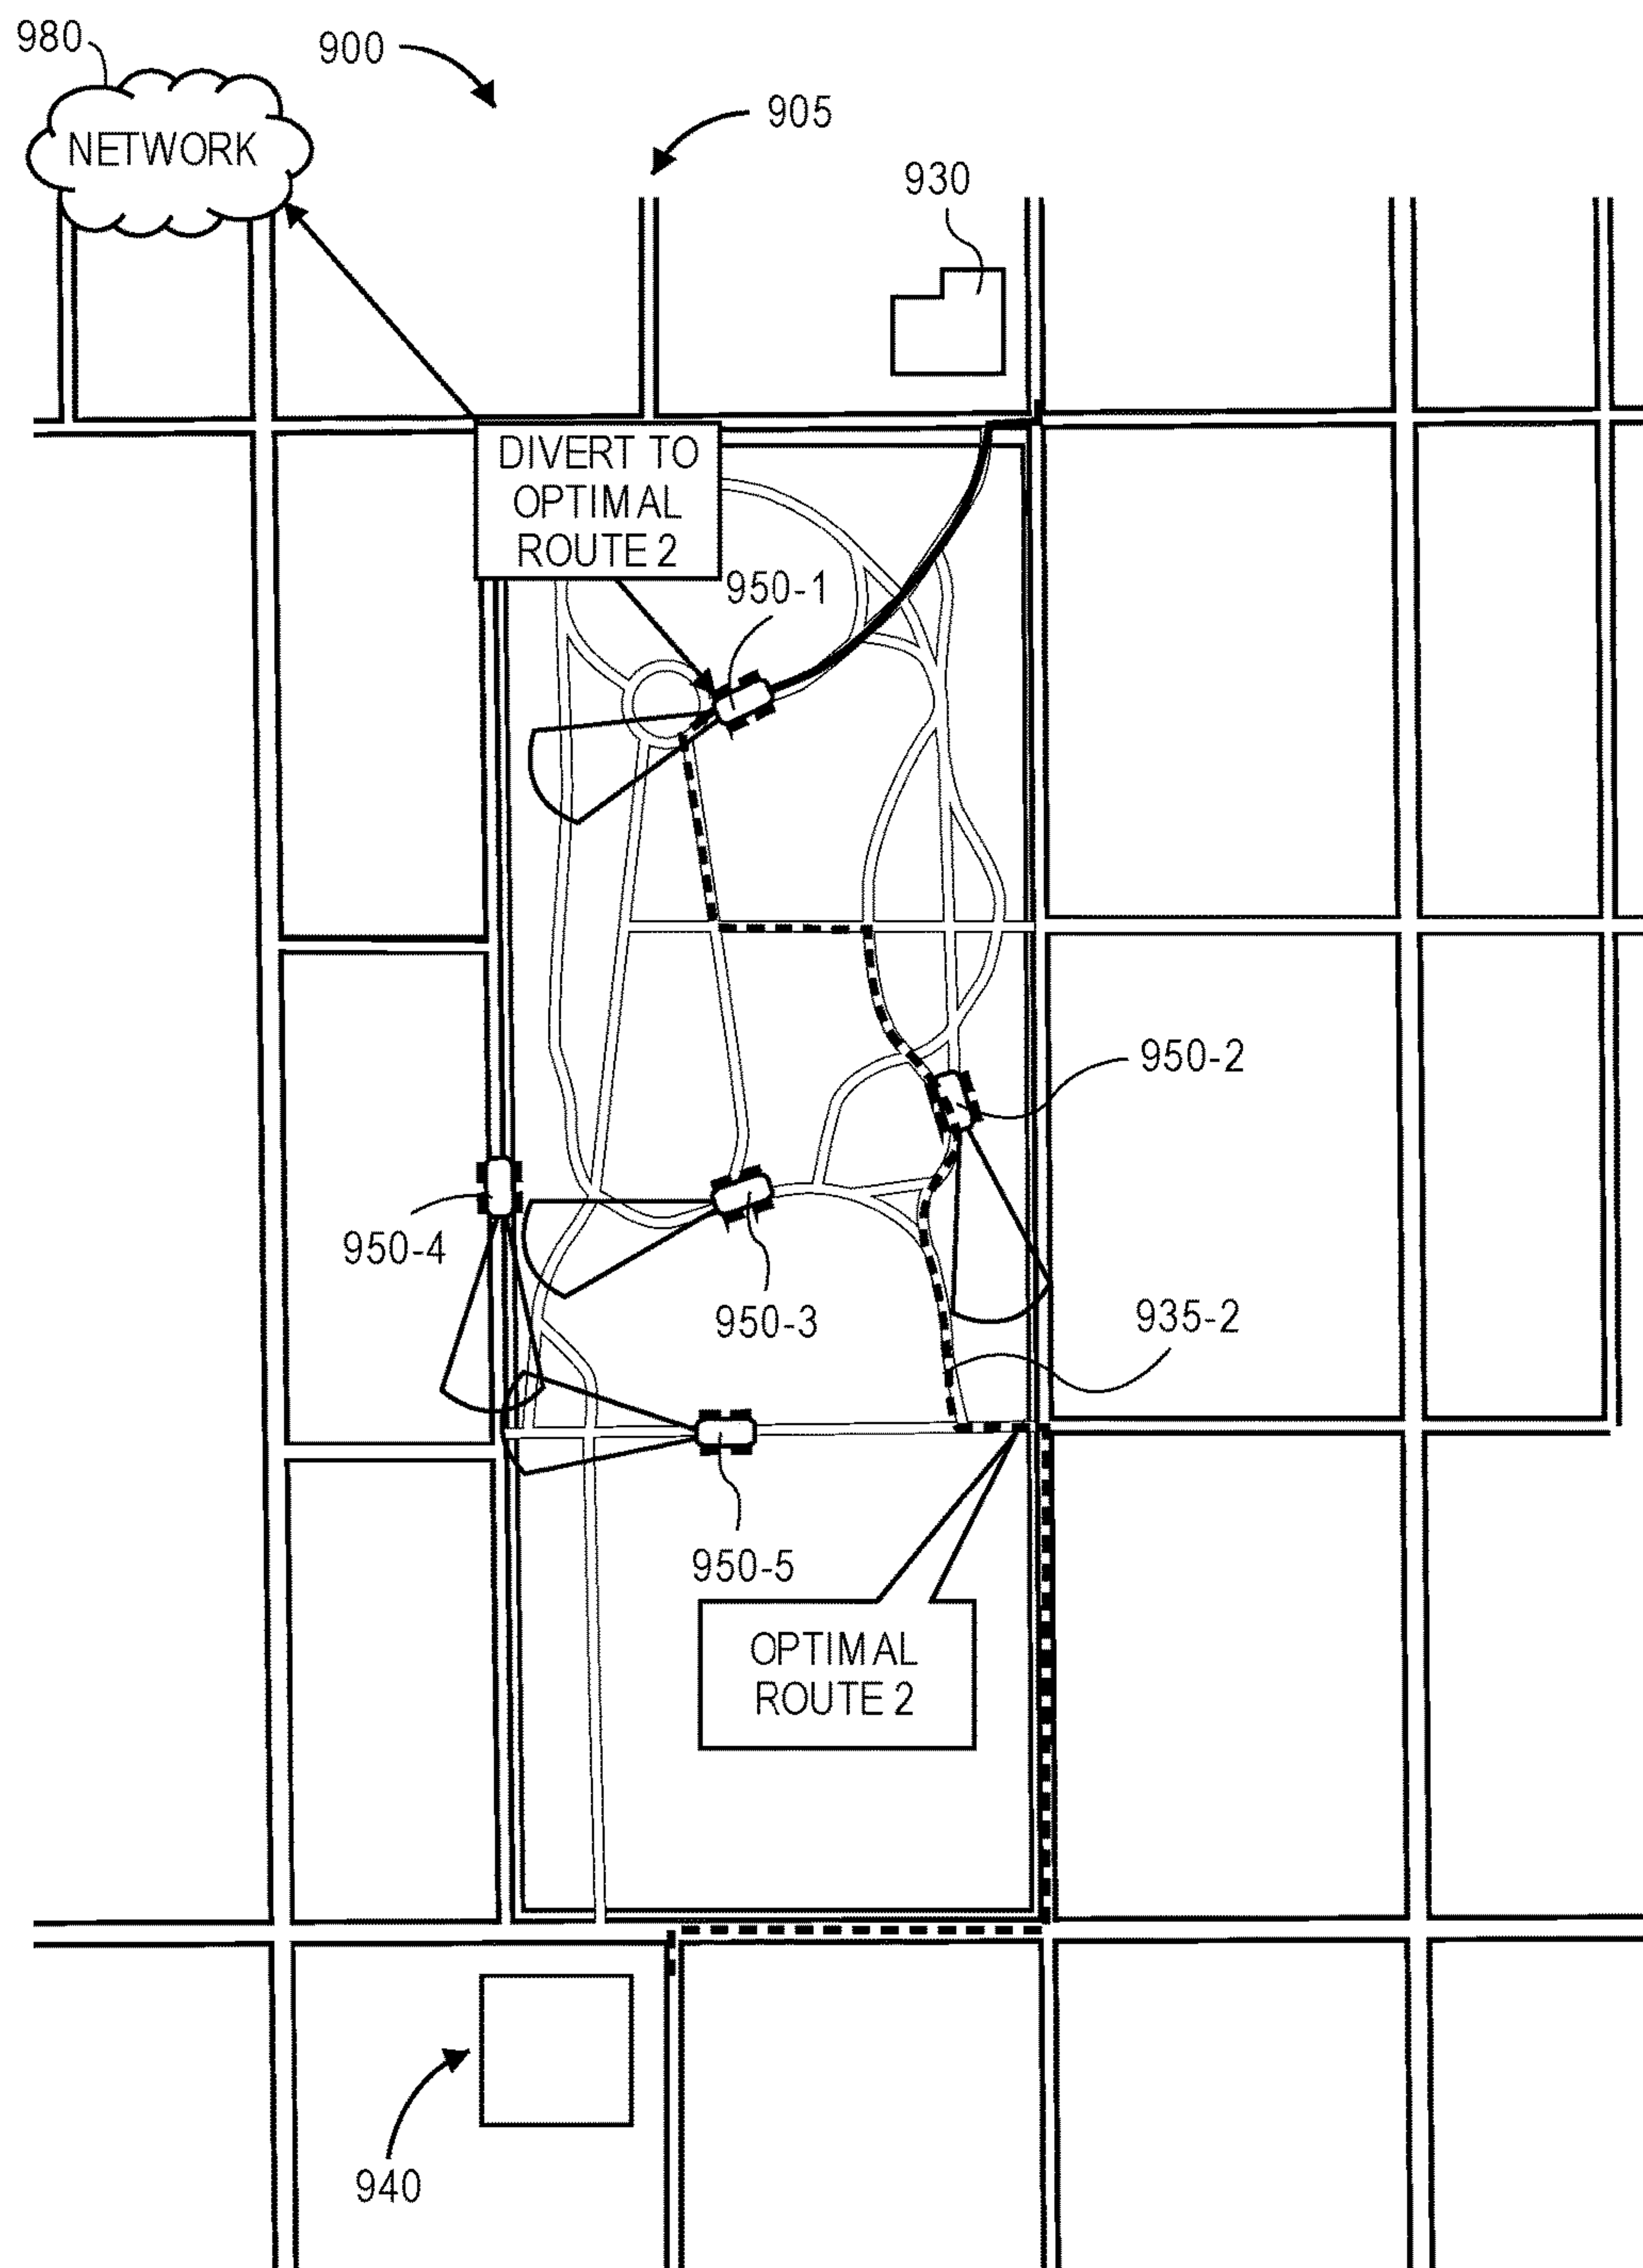 980
900
NETWORK
905
930
DIVERT TO
OPTIMAL
ROUTE 2
950-1
950-2
950-4
950-3
935-2
950-5
OPTIMAL
ROUTE 2
940